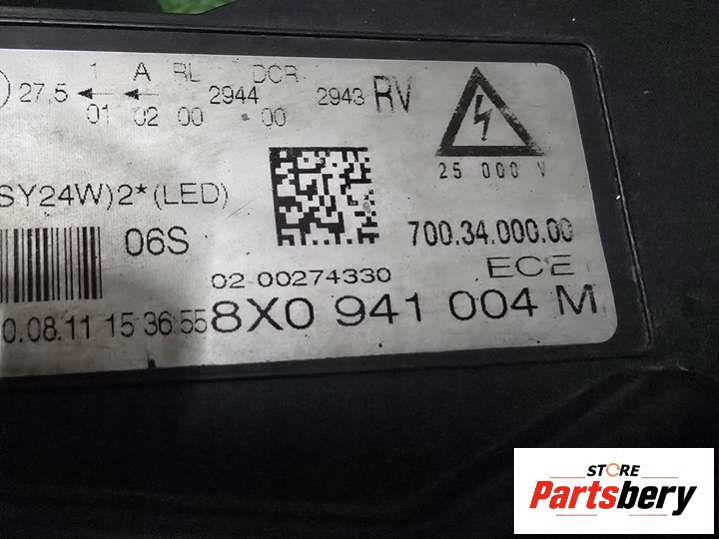 1 A RL DCR
27,5 ← ← 2944 2943 RV
01 02 00 00
25 000 V
SY24W)2*(LED)
06S
700.34.000.00
ECE
02-00274330
0.08.11 15:36:55
8X0 941 004 M
STORE
Partsbery